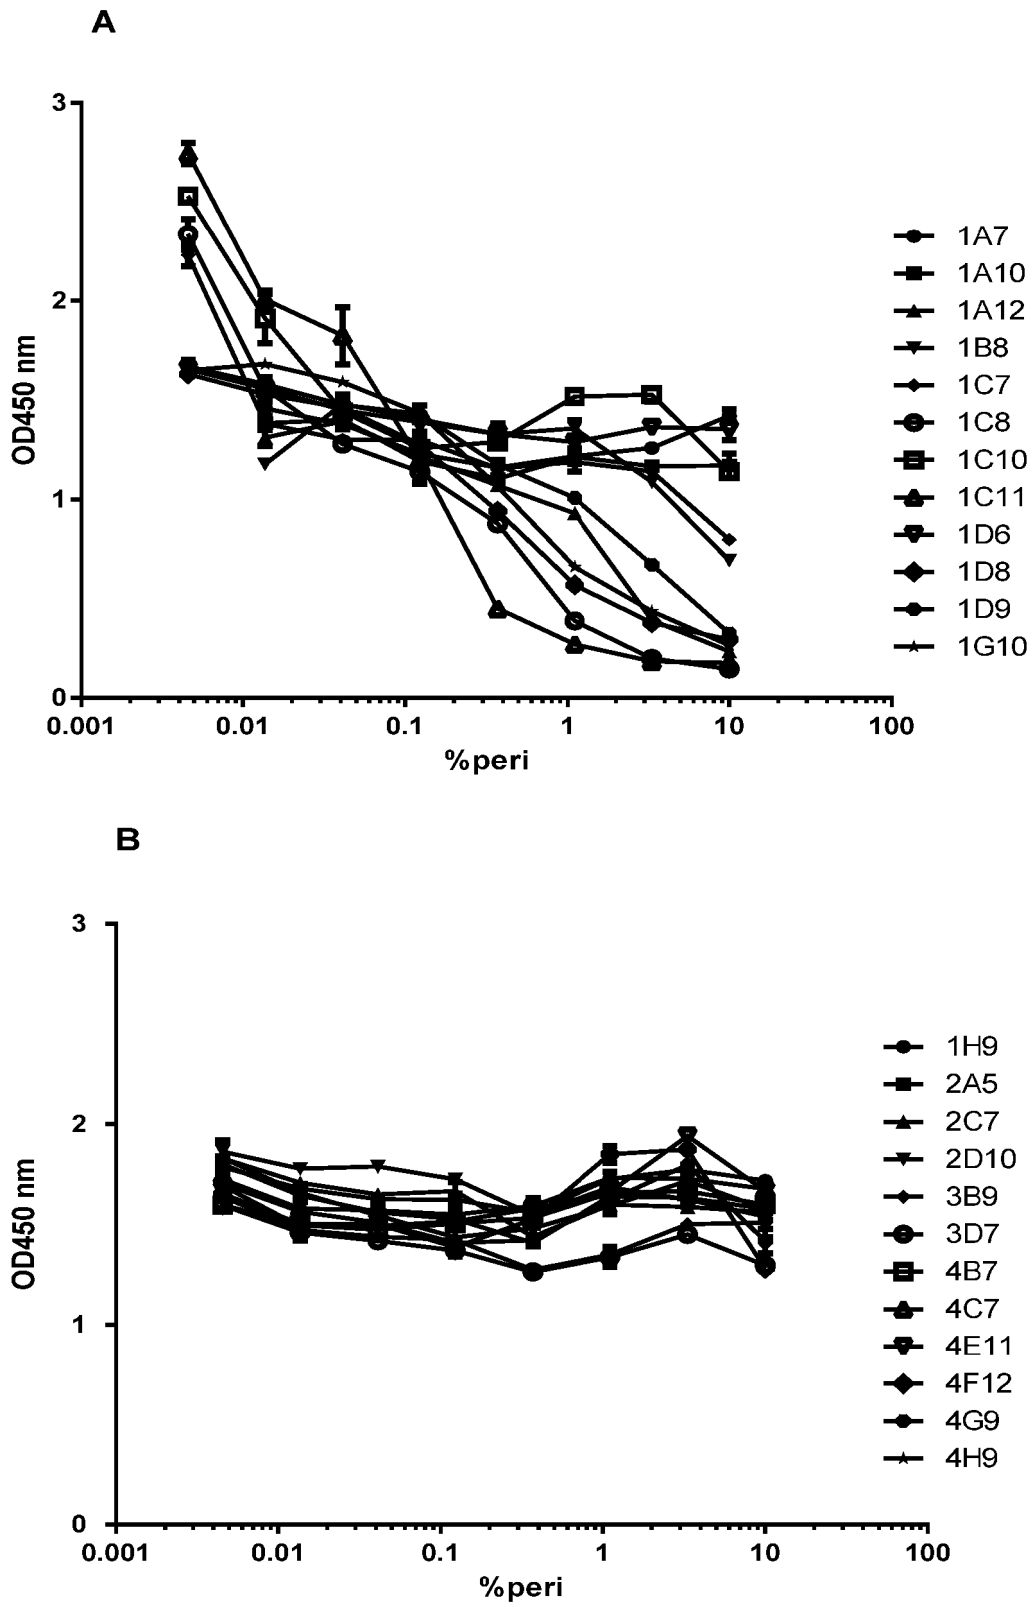 A
3
2
1
0
OD450 nm
0.001 0.01 0.1 1 10 100
%peri
1A7
1A10
1A12
1B8
1C7
1C8
1C10
1C11
1D6
1D8
1D9
1G10
B
3
2
1
0
OD450 nm
0.001 0.01 0.1 1 10 100
%peri
1H9
2A5
2C7
2D10
3B9
3D7
4B7
4C7
4E11
4F12
4G9
4H9